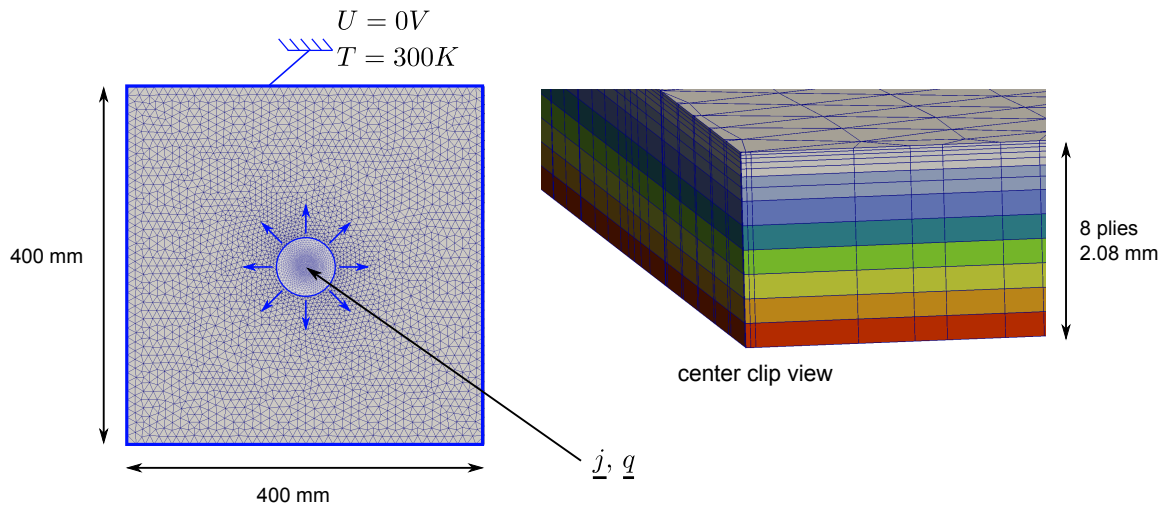 U = 0V
T = 300K
400 mm
8 plies
2.08 mm
center clip view
j, q
400 mm